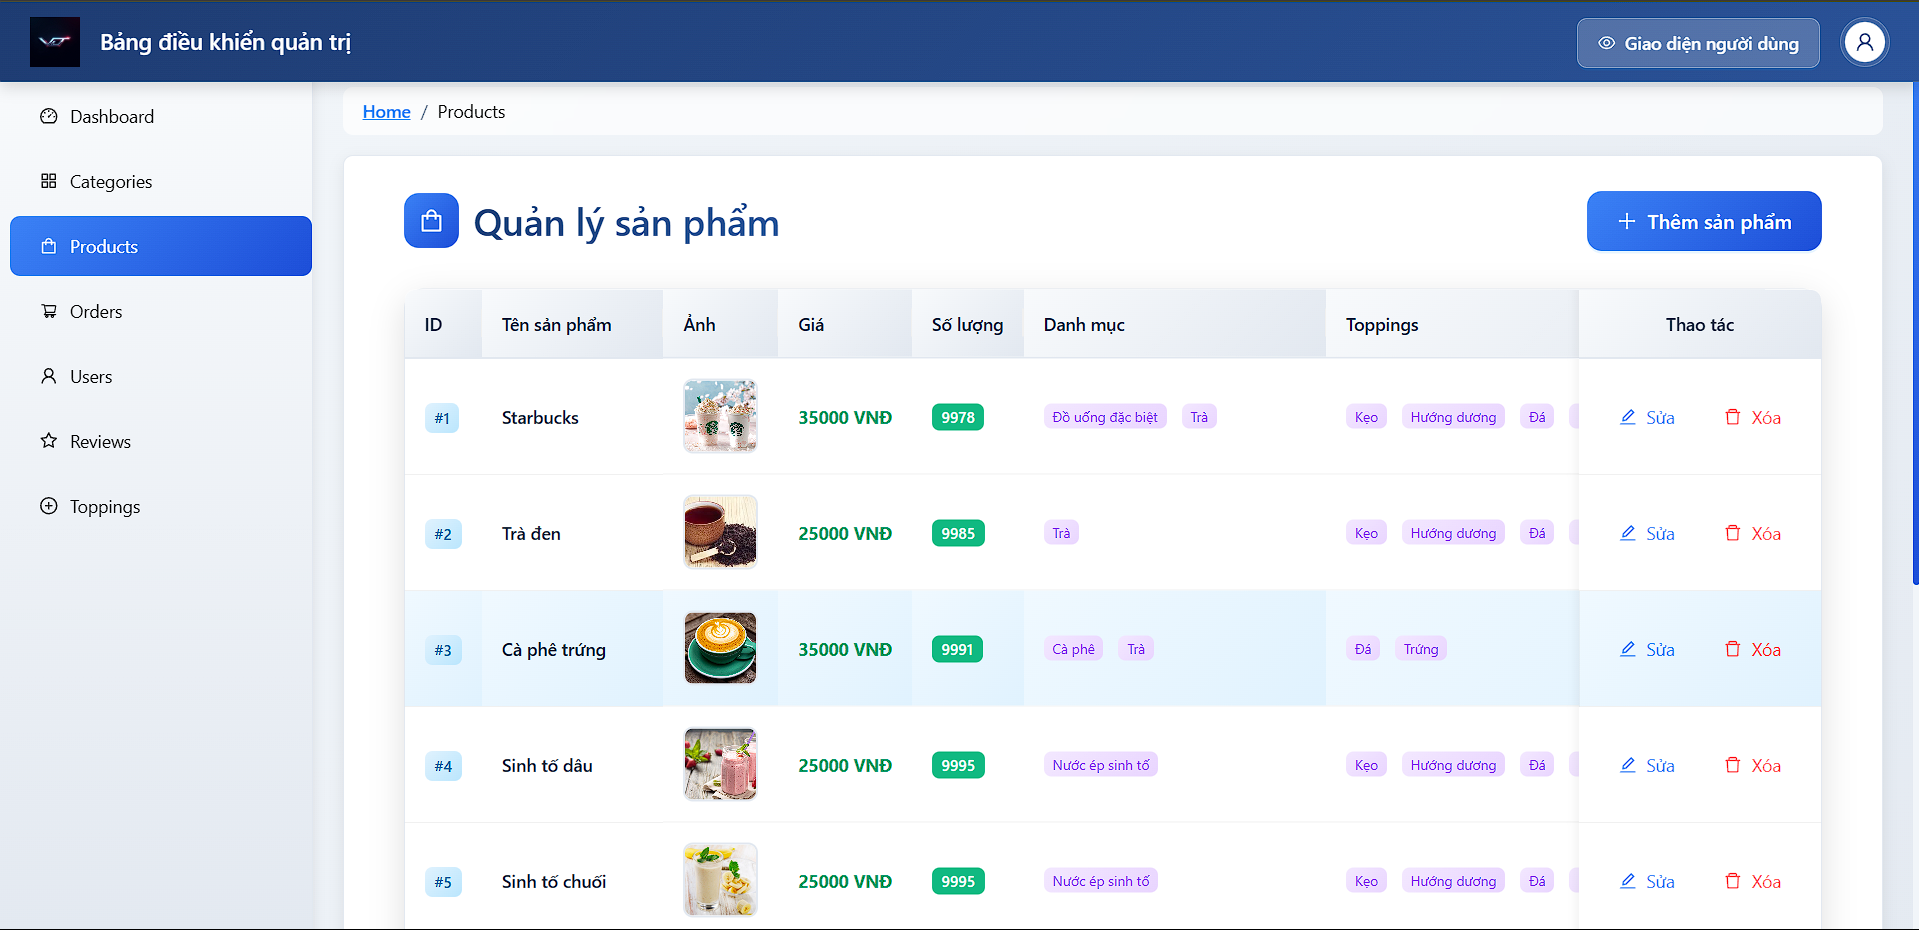 Bảng điều khiển quản trị
Giao diện người dùng
Dashboard
Categories
Products
Orders
Users
Reviews
Toppings
Home / Products
Quản lý sản phẩm
Thêm sản phẩm
ID Tên sản phẩm Ảnh Giá Số lượng Danh mục Toppings Thao tác
#1 Starbucks 35000 VNĐ 9978 Đồ uống đặc biệt Trà Kẹo Hướng dương Đá Sửa Xóa
#2 Trà đen 25000 VNĐ 9985 Trà Kẹo Hướng dương Đá Sửa Xóa
#3 Cà phê trứng 35000 VNĐ 9991 Cà phê Trà Đá Trứng Sửa Xóa
#4 Sinh tố dâu 25000 VNĐ 9995 Nước ép sinh tố Kẹo Hướng dương Đá Sửa Xóa
#5 Sinh tố chuối 25000 VNĐ 9995 Nước ép sinh tố Kẹo Hướng dương Đá Sửa Xóa